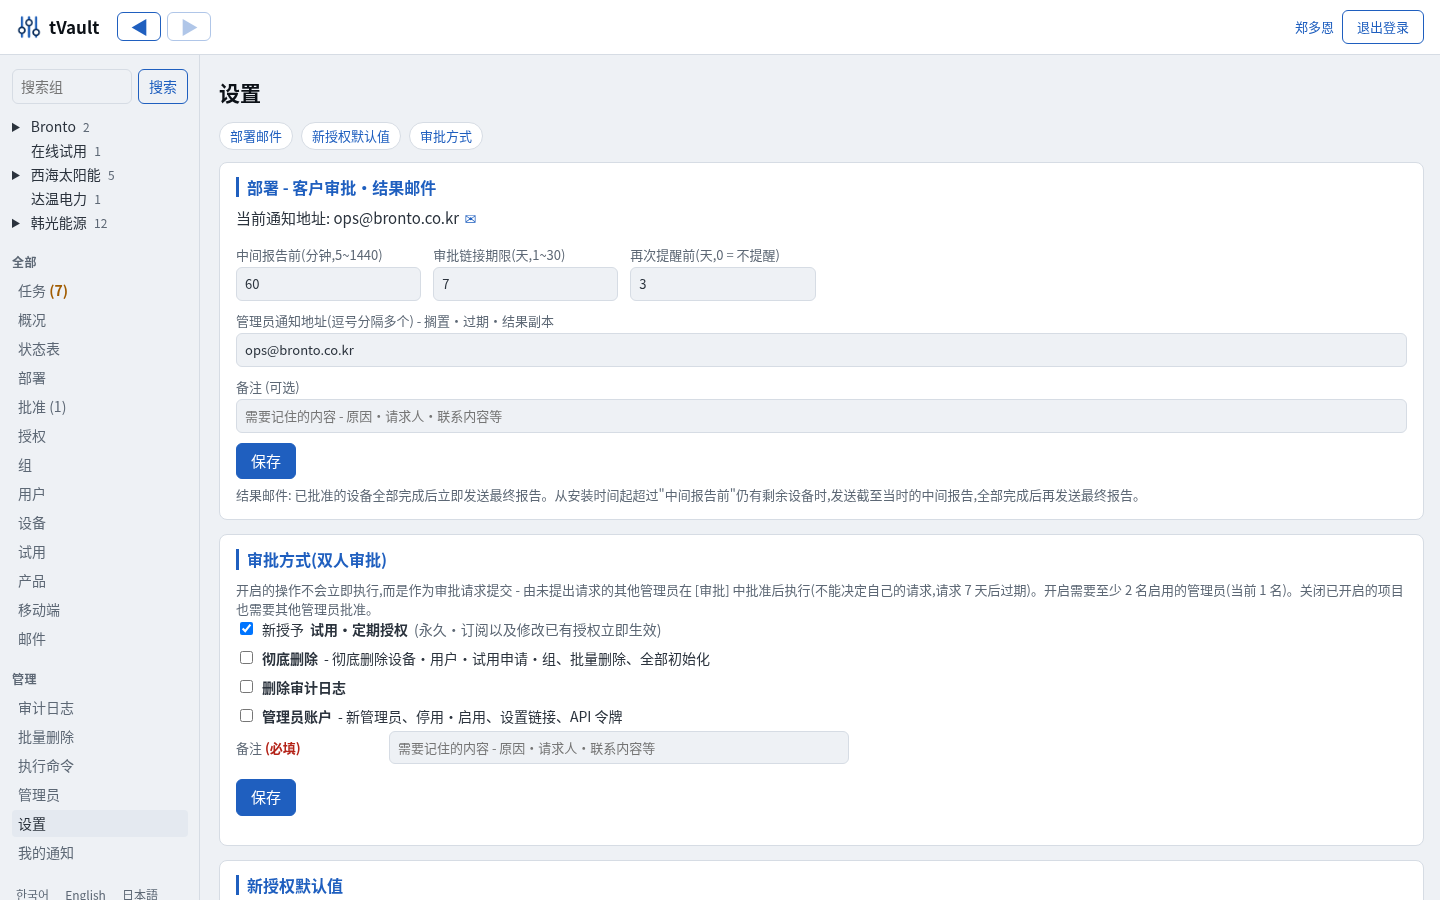 tVault
◀
▶
郑多恩
退出登录
搜索组
搜索
▶ Bronto 2
在线试用 1
▶ 西海太阳能 5
达温电力 1
▶ 韩光能源 12
全部
任务 (7)
概况
状态表
部署
批准 (1)
授权
组
用户
设备
试用
产品
移动端
邮件
管理
审计日志
批量删除
执行命令
管理员
设置
我的通知
한국어 English 日本語
设置
部署邮件 新授权默认值 审批方式
部署 - 客户审批・结果邮件
当前通知地址: ops@bronto.co.kr ✉
中间报告前(分钟,5~1440) 审批链接期限(天,1~30) 再次提醒前(天,0 = 不提醒)
60 7 3
管理员通知地址(逗号分隔多个) - 搁置・过期・结果副本
ops@bronto.co.kr
备注 (可选)
需要记住的内容 - 原因・请求人・联系内容等
保存
结果邮件: 已批准的设备全部完成后立即发送最终报告。从安装时间起超过"中间报告前"仍有剩余设备时,发送截至当时的中间报告,全部完成后再发送最终报告。
审批方式(双人审批)
开启的操作不会立即执行,而是作为审批请求提交 - 由未提出请求的其他管理员在 [审批] 中批准后执行(不能决定自己的请求,请求 7 天后过期)。开启需要至少 2 名启用的管理员(当前 1 名)。关闭已开启的项目
也需要其他管理员批准。
新授予 试用・定期授权 (永久・订阅以及修改已有授权立即生效)
彻底删除 - 彻底删除设备・用户・试用申请・组、批量删除、全部初始化
删除审计日志
管理员账户 - 新管理员、停用・启用、设置链接、API 令牌
备注 (必填) 需要记住的内容 - 原因・请求人・联系内容等
保存
新授权默认值